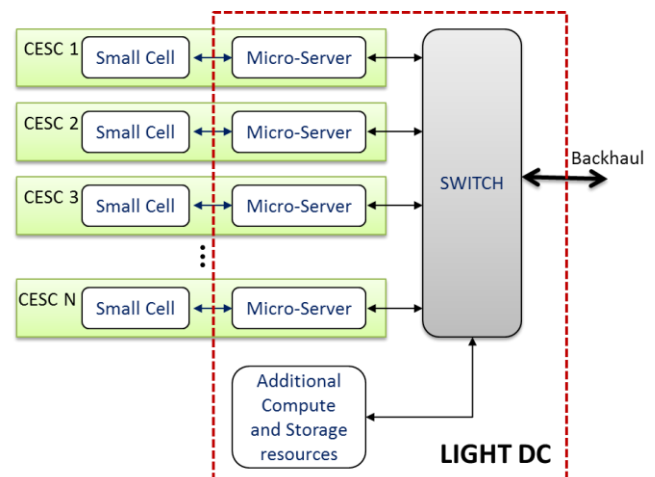 CESC 1
Small Cell
Micro-Server
CESC 2
Small Cell
Micro-Server
CESC 3
Small Cell
Micro-Server
CESC N
Small Cell
Micro-Server
SWITCH
Backhaul
Additional
Compute
and Storage
resources
LIGHT DC